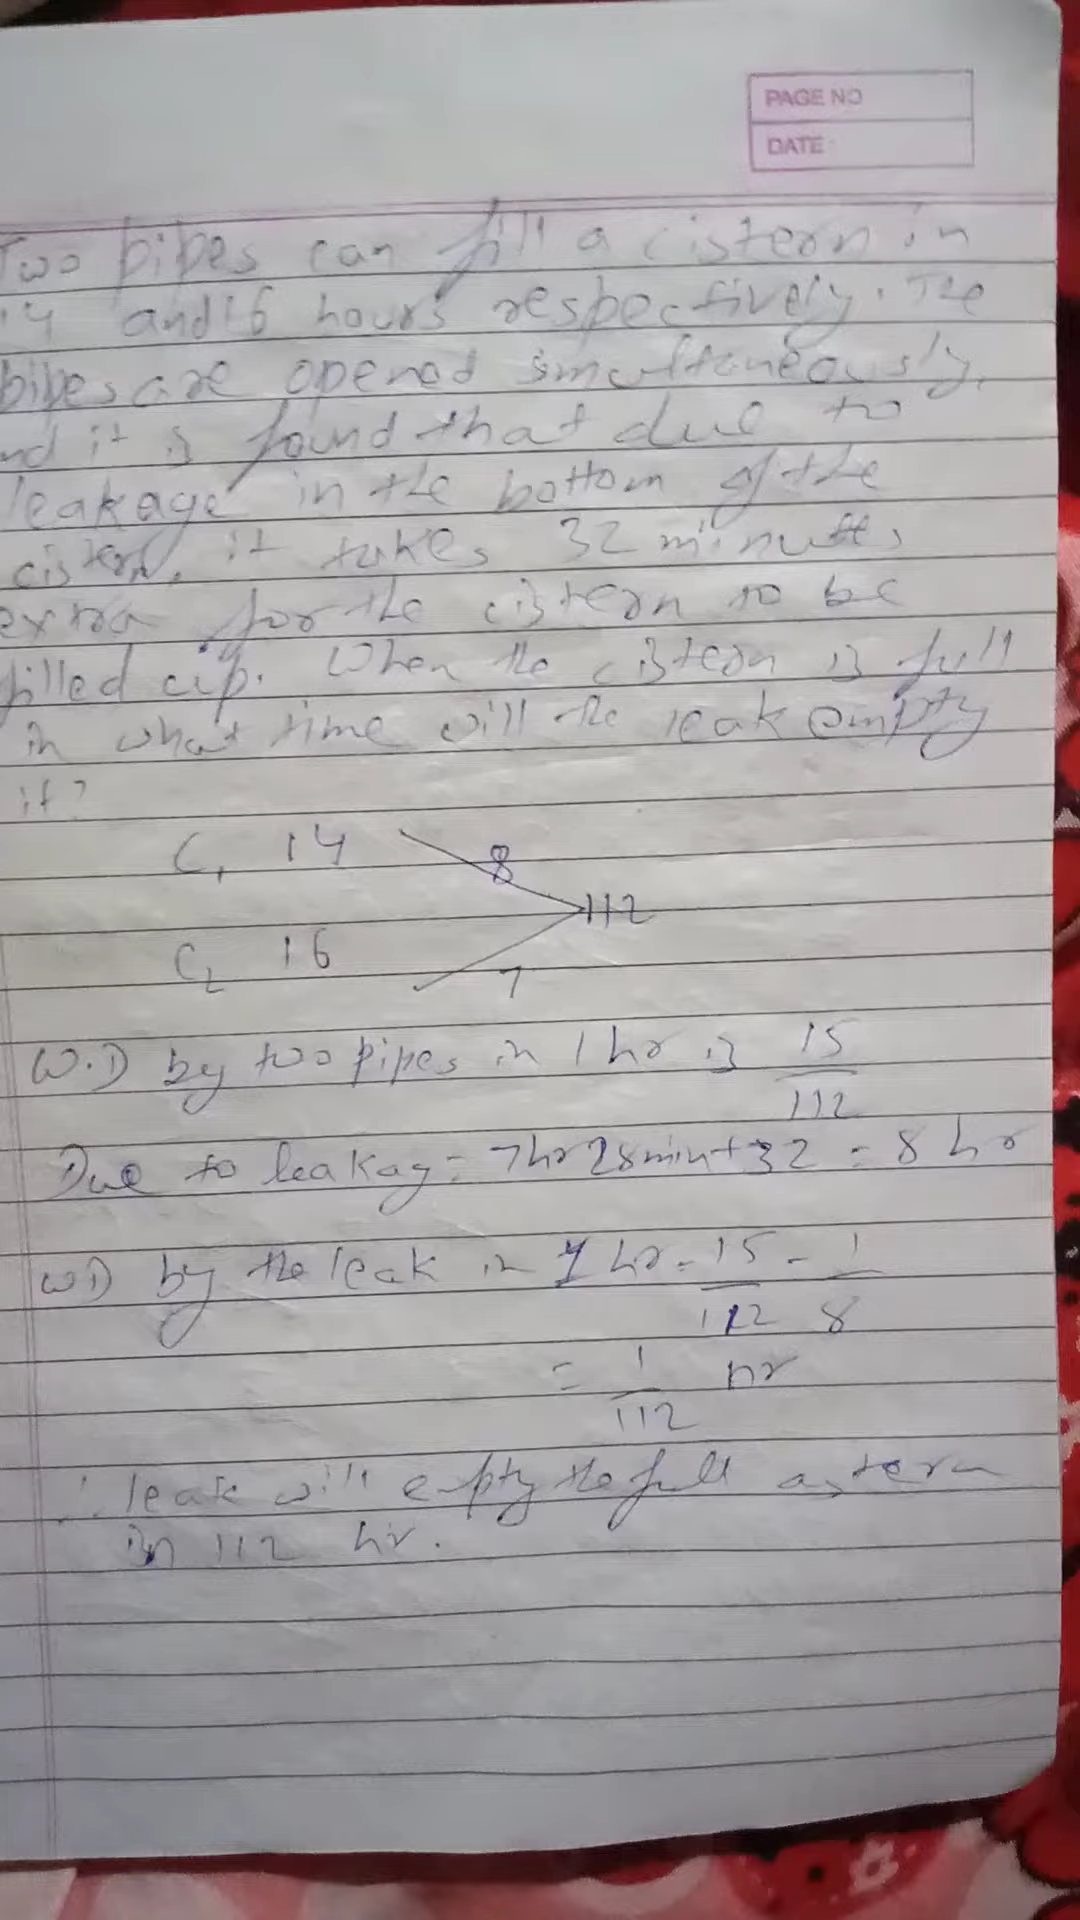 PAGE NO
DATE
Two pipes can fill a cistern in
14 and 16 hours respectively. The
pipes are opened simultaneously,
nd it is found that due to
leakage in the bottom of the
cistern, it takes 32 minutes
extra for the cistern to be
filled up. When the cistern is full
in what time will the leak empty
it?
C1 14
8
112
C2 16
7
W.D by two pipes in 1 hr is 15/112
Due to leakag = 7hr 28min + 32 = 8 hr
WD by the leak in 1 hr = 15/112 - 1/8
= 1/112 hr
∴ leak will empty the full cistern
in 112 hr.